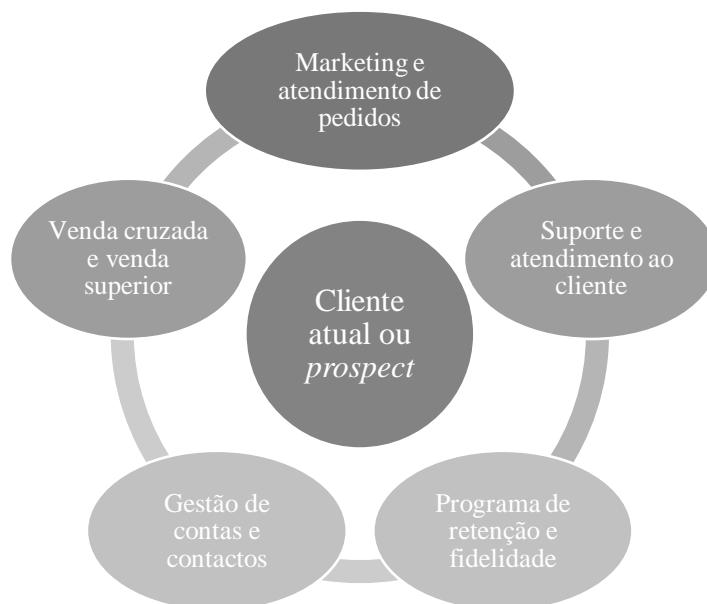 Marketing e
atendimento de
pedidos
Suporte e
atendimento ao
cliente
Programa de
retenção e
fidelidade
Gestão de
contas e
contactos
Venda cruzada
e venda
superior
Cliente
atual ou
prospect